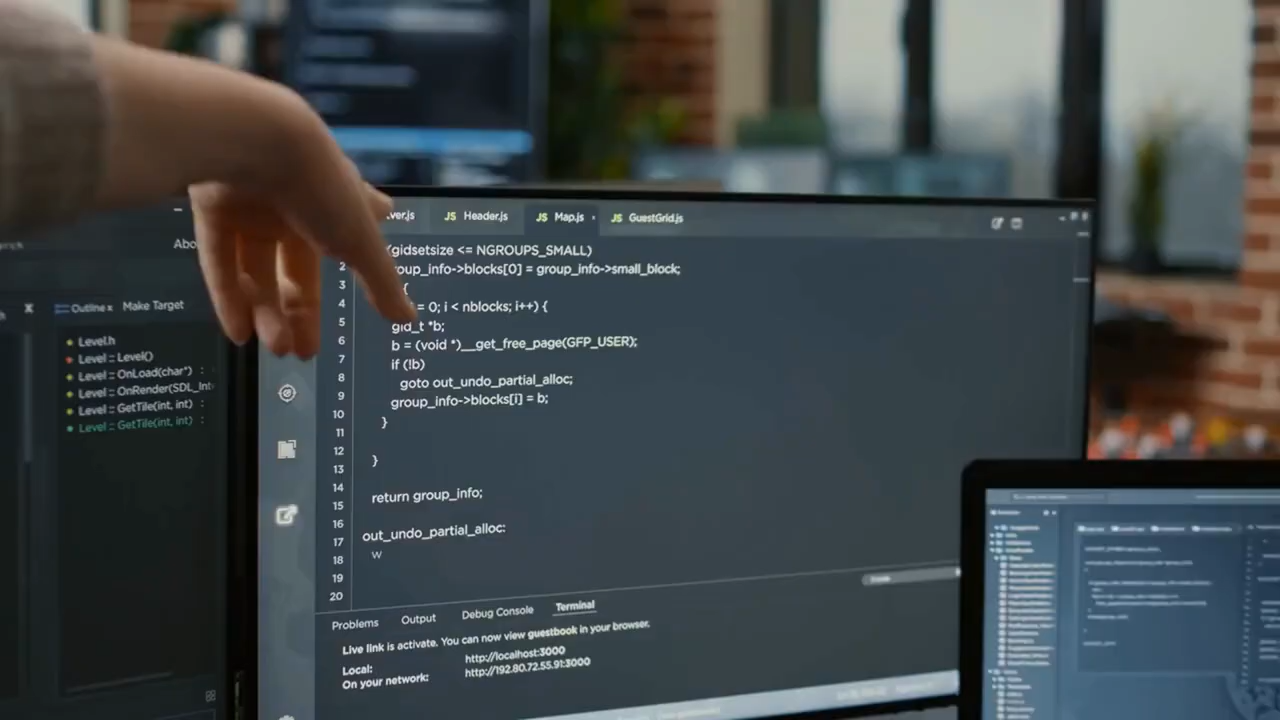 ver.js
Header.js
Map.js
GuestGrid.js
Abo
Outline x
Make Target
Level.h
Level :: Level()
Level :: OnLoad(char*) :
Level :: OnRender(SDL_Int
Level :: GetTile(int, int) :
Level :: GetTile(int, int) :
(gidsetsize <= NGROUPS_SMALL)
2 oup_info->blocks[0] = group_info->small_block;
3 {
4 = 0; i < nblocks; i++) {
5 gid_t *b;
6 b = (void *)__get_free_page(GFP_USER);
7 if (!b)
8 goto out_undo_partial_alloc;
9 group_info->blocks[i] = b;
10 }
11
12 }
13
14 return group_info;
15
16 out_undo_partial_alloc:
17
18 w
19
20
Problems Output Debug Console Terminal
Live link is activate. You can now view guestbook in your browser.
Local: http://localhost:3000
On your network: http://192.80.72.55.91:3000